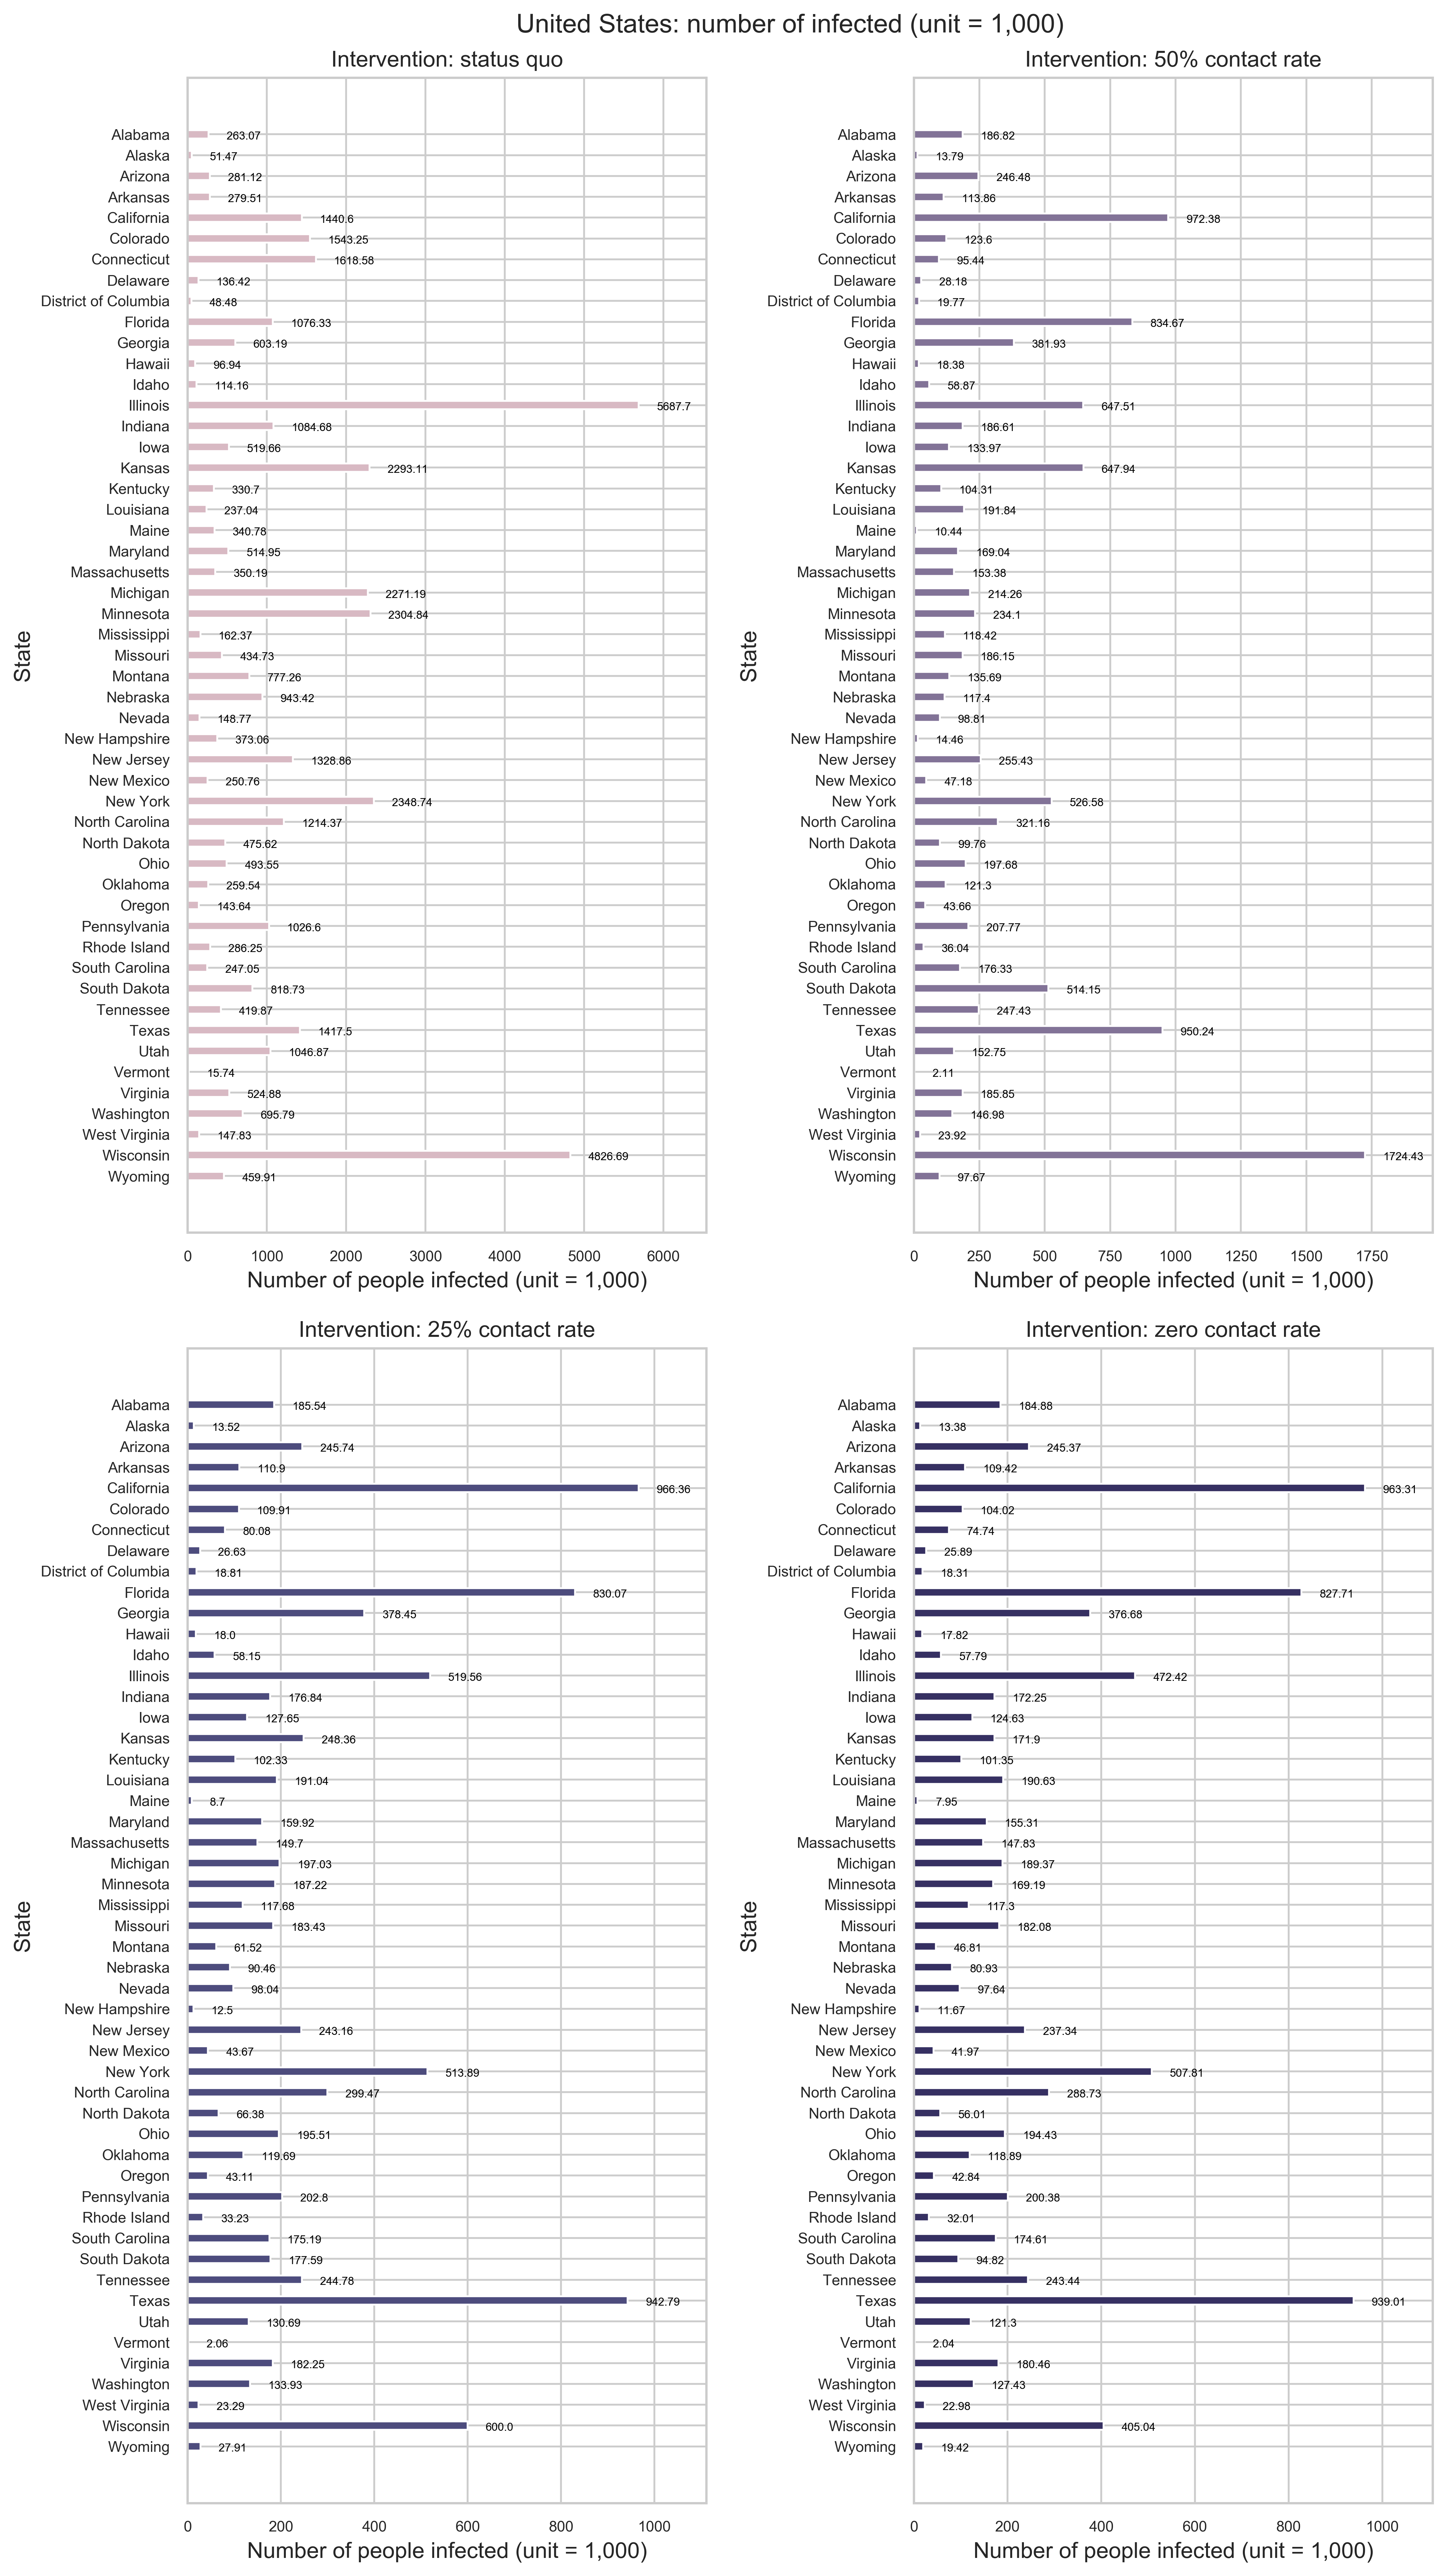 United States: number of infected (unit = 1,000)
Intervention: status quo
State
Alabama 263.07
Alaska 51.47
Arizona 281.12
Arkansas 279.51
California 1440.6
Colorado 1543.25
Connecticut 1618.58
Delaware 136.42
District of Columbia 48.48
Florida 1076.33
Georgia 603.19
Hawaii 96.94
Idaho 114.16
Illinois 5687.7
Indiana 1084.68
Iowa 519.66
Kansas 2293.11
Kentucky 330.7
Louisiana 237.04
Maine 340.78
Maryland 514.95
Massachusetts 350.19
Michigan 2271.19
Minnesota 2304.84
Mississippi 162.37
Missouri 434.73
Montana 777.26
Nebraska 943.42
Nevada 148.77
New Hampshire 373.06
New Jersey 1328.86
New Mexico 250.76
New York 2348.74
North Carolina 1214.37
North Dakota 475.62
Ohio 493.55
Oklahoma 259.54
Oregon 143.64
Pennsylvania 1026.6
Rhode Island 286.25
South Carolina 247.05
South Dakota 818.73
Tennessee 419.87
Texas 1417.5
Utah 1046.87
Vermont 15.74
Virginia 524.88
Washington 695.79
West Virginia 147.83
Wisconsin 4826.69
Wyoming 459.91
0 1000 2000 3000 4000 5000 6000
Number of people infected (unit = 1,000)
Intervention: 50% contact rate
State
Alabama 186.82
Alaska 13.79
Arizona 246.48
Arkansas 113.86
California 972.38
Colorado 123.6
Connecticut 95.44
Delaware 28.18
District of Columbia 19.77
Florida 834.67
Georgia 381.93
Hawaii 18.38
Idaho 58.87
Illinois 647.51
Indiana 186.61
Iowa 133.97
Kansas 647.94
Kentucky 104.31
Louisiana 191.84
Maine 10.44
Maryland 169.04
Massachusetts 153.38
Michigan 214.26
Minnesota 234.1
Mississippi 118.42
Missouri 186.15
Montana 135.69
Nebraska 117.4
Nevada 98.81
New Hampshire 14.46
New Jersey 255.43
New Mexico 47.18
New York 526.58
North Carolina 321.16
North Dakota 99.76
Ohio 197.68
Oklahoma 121.3
Oregon 43.66
Pennsylvania 207.77
Rhode Island 36.04
South Carolina 176.33
South Dakota 514.15
Tennessee 247.43
Texas 950.24
Utah 152.75
Vermont 2.11
Virginia 185.85
Washington 146.98
West Virginia 23.92
Wisconsin 1724.43
Wyoming 97.67
0 250 500 750 1000 1250 1500 1750
Number of people infected (unit = 1,000)
Intervention: 25% contact rate
State
Alabama 185.54
Alaska 13.52
Arizona 245.74
Arkansas 110.9
California 966.36
Colorado 109.91
Connecticut 80.08
Delaware 26.63
District of Columbia 18.81
Florida 830.07
Georgia 378.45
Hawaii 18.0
Idaho 58.15
Illinois 519.56
Indiana 176.84
Iowa 127.65
Kansas 248.36
Kentucky 102.33
Louisiana 191.04
Maine 8.7
Maryland 159.92
Massachusetts 149.7
Michigan 197.03
Minnesota 187.22
Mississippi 117.68
Missouri 183.43
Montana 61.52
Nebraska 90.46
Nevada 98.04
New Hampshire 12.5
New Jersey 243.16
New Mexico 43.67
New York 513.89
North Carolina 299.47
North Dakota 66.38
Ohio 195.51
Oklahoma 119.69
Oregon 43.11
Pennsylvania 202.8
Rhode Island 33.23
South Carolina 175.19
South Dakota 177.59
Tennessee 244.78
Texas 942.79
Utah 130.69
Vermont 2.06
Virginia 182.25
Washington 133.93
West Virginia 23.29
Wisconsin 600.0
Wyoming 27.91
0 200 400 600 800 1000
Number of people infected (unit = 1,000)
Intervention: zero contact rate
State
Alabama 184.88
Alaska 13.38
Arizona 245.37
Arkansas 109.42
California 963.31
Colorado 104.02
Connecticut 74.74
Delaware 25.89
District of Columbia 18.31
Florida 827.71
Georgia 376.68
Hawaii 17.82
Idaho 57.79
Illinois 472.42
Indiana 172.25
Iowa 124.63
Kansas 171.9
Kentucky 101.35
Louisiana 190.63
Maine 7.95
Maryland 155.31
Massachusetts 147.83
Michigan 189.37
Minnesota 169.19
Mississippi 117.3
Missouri 182.08
Montana 46.81
Nebraska 80.93
Nevada 97.64
New Hampshire 11.67
New Jersey 237.34
New Mexico 41.97
New York 507.81
North Carolina 288.73
North Dakota 56.01
Ohio 194.43
Oklahoma 118.89
Oregon 42.84
Pennsylvania 200.38
Rhode Island 32.01
South Carolina 174.61
South Dakota 94.82
Tennessee 243.44
Texas 939.01
Utah 121.3
Vermont 2.04
Virginia 180.46
Washington 127.43
West Virginia 22.98
Wisconsin 405.04
Wyoming 19.42
0 200 400 600 800 1000
Number of people infected (unit = 1,000)